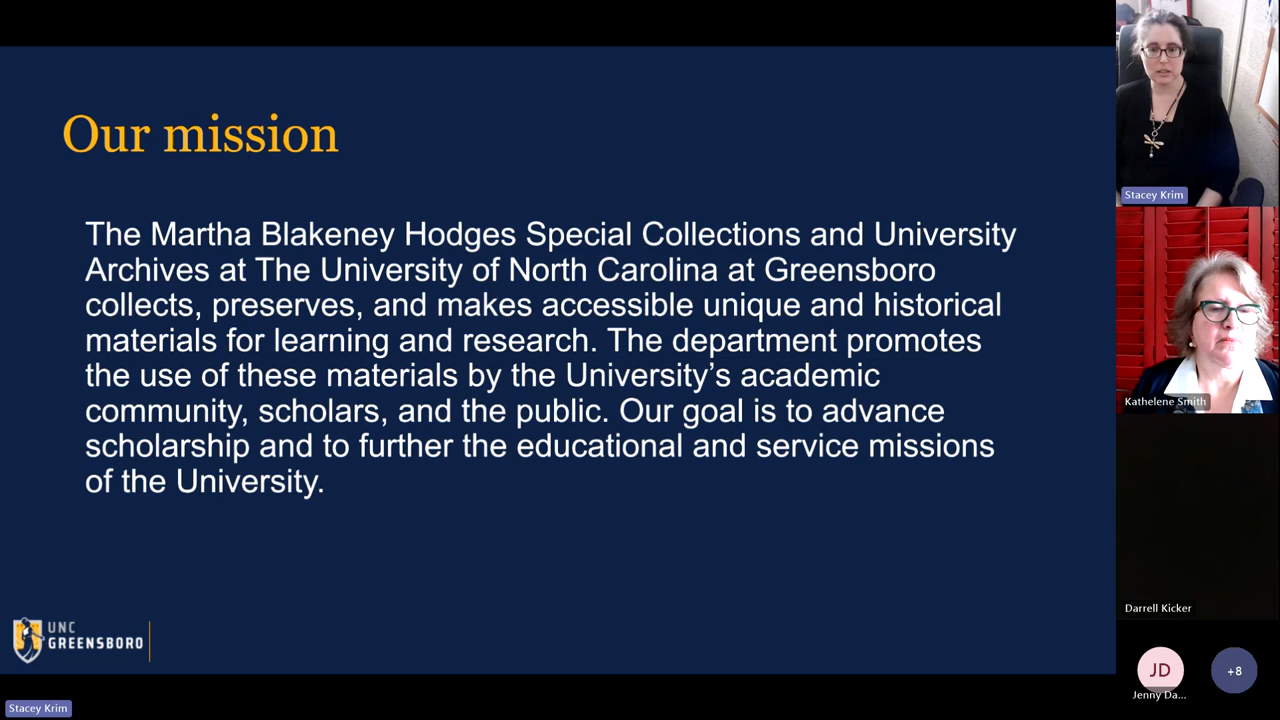 Our mission
The Martha Blakeney Hodges Special Collections and University
Archives at The University of North Carolina at Greensboro
collects, preserves, and makes accessible unique and historical
materials for learning and research. The department promotes
the use of these materials by the University’s academic
community, scholars, and the public. Our goal is to advance
scholarship and to further the educational and service missions
of the University.
UNC
GREENSBORO
Stacey Krim
Stacey Krim
Kathelene Smith
Darrell Kicker
JD
Jenny Da...
+8